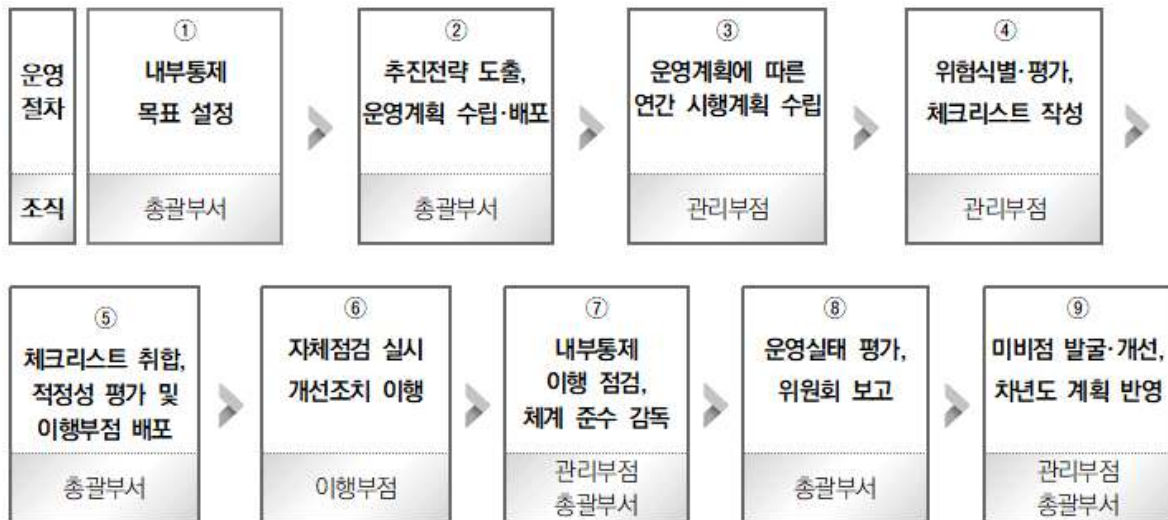 운영
절차
조직
①
내부통제
목표 설정
총괄부서
②
추진전략 도출,
운영계획 수립·배포
총괄부서
③
운영계획에 따른
연간 시행계획 수립
관리부점
④
위험식별·평가,
체크리스트 작성
관리부점
⑤
체크리스트 취합,
적정성 평가 및
이행부점 배포
총괄부서
⑥
자체점검 실시
개선조치 이행
이행부점
⑦
내부통제
이행 점검,
체계 준수 감독
관리부점
총괄부서
⑧
운영실태 평가,
위원회 보고
총괄부서
⑨
미비점 발굴·개선,
차년도 계획 반영
관리부점
총괄부서